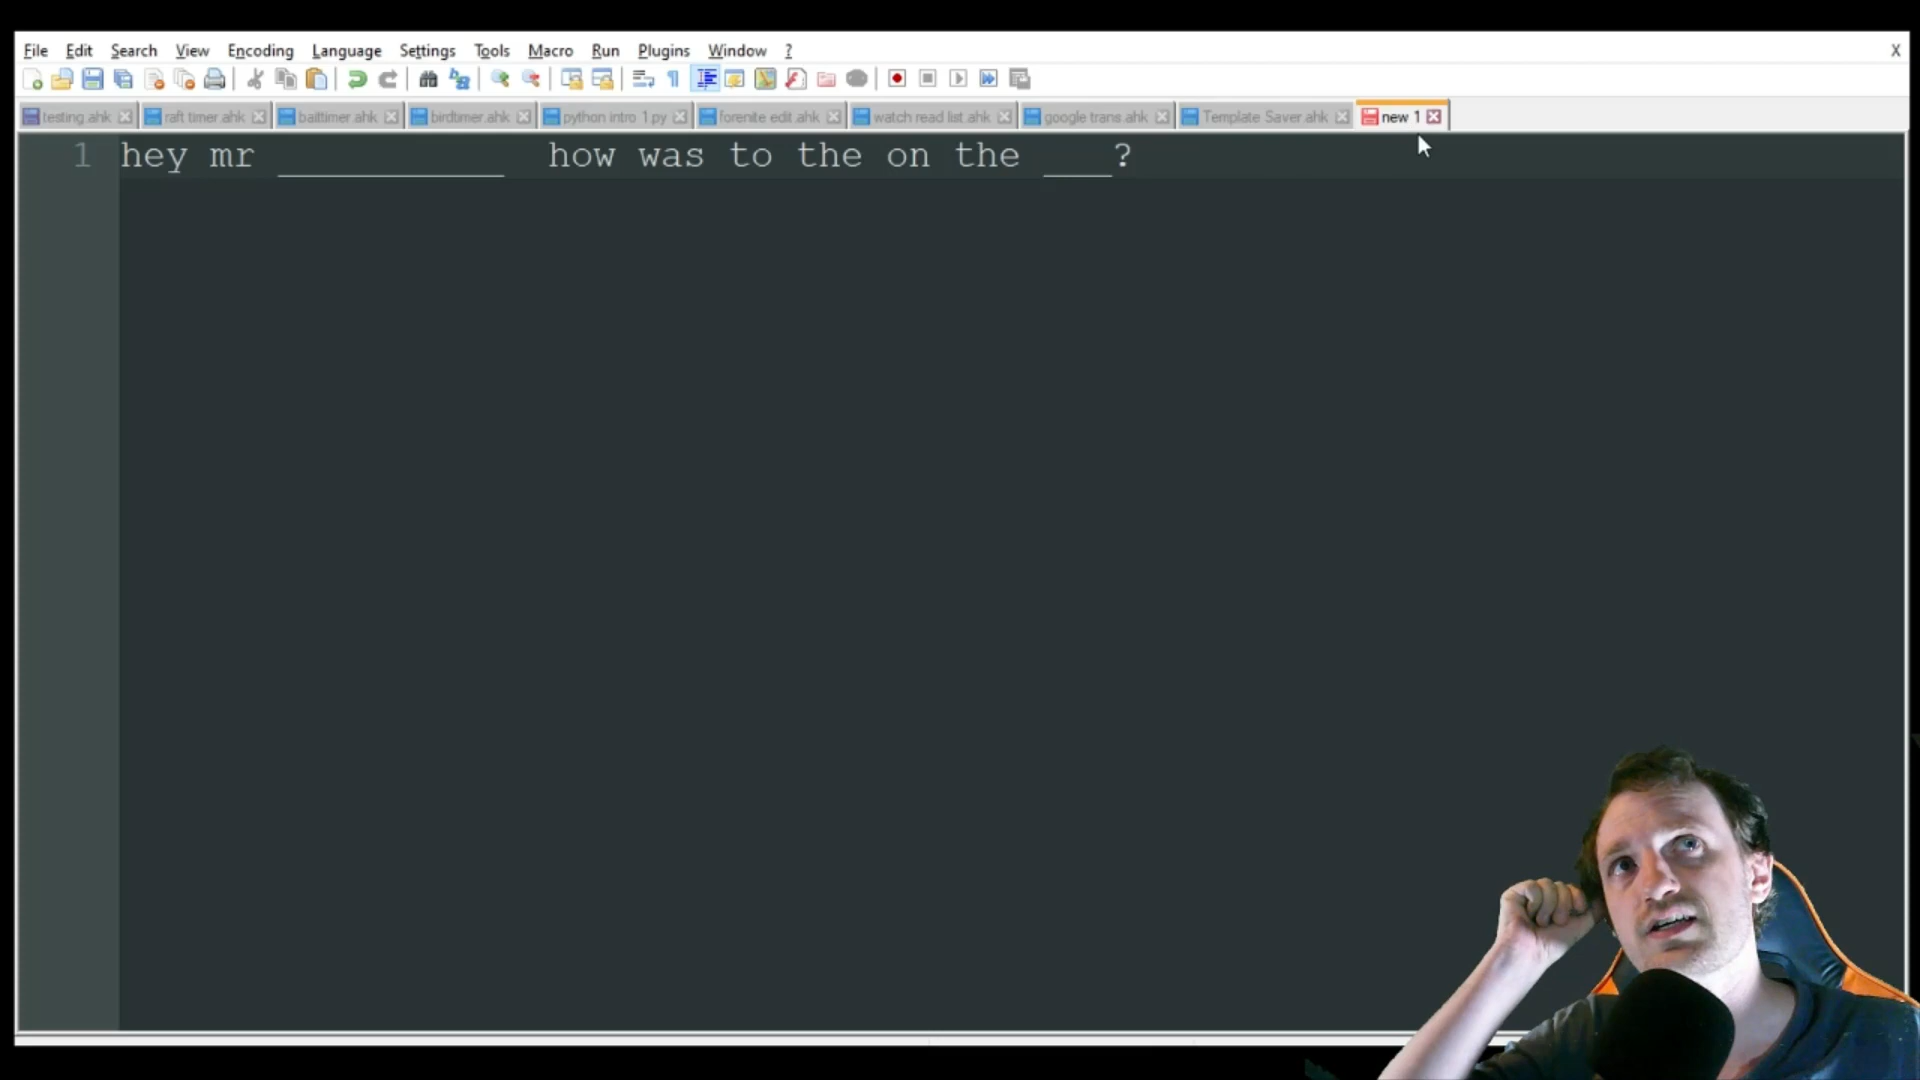 File Edit Search View Encoding Language Settings Tools Macro Run Plugins Window ? X
testing.ahk raft timer.ahk baittimer.ahk birdtimer.ahk python intro 1.py forenite edit.ahk watch read list.ahk google trans.ahk Template Saver.ahk new 1
1 hey mr __________ how was to the on the ___?